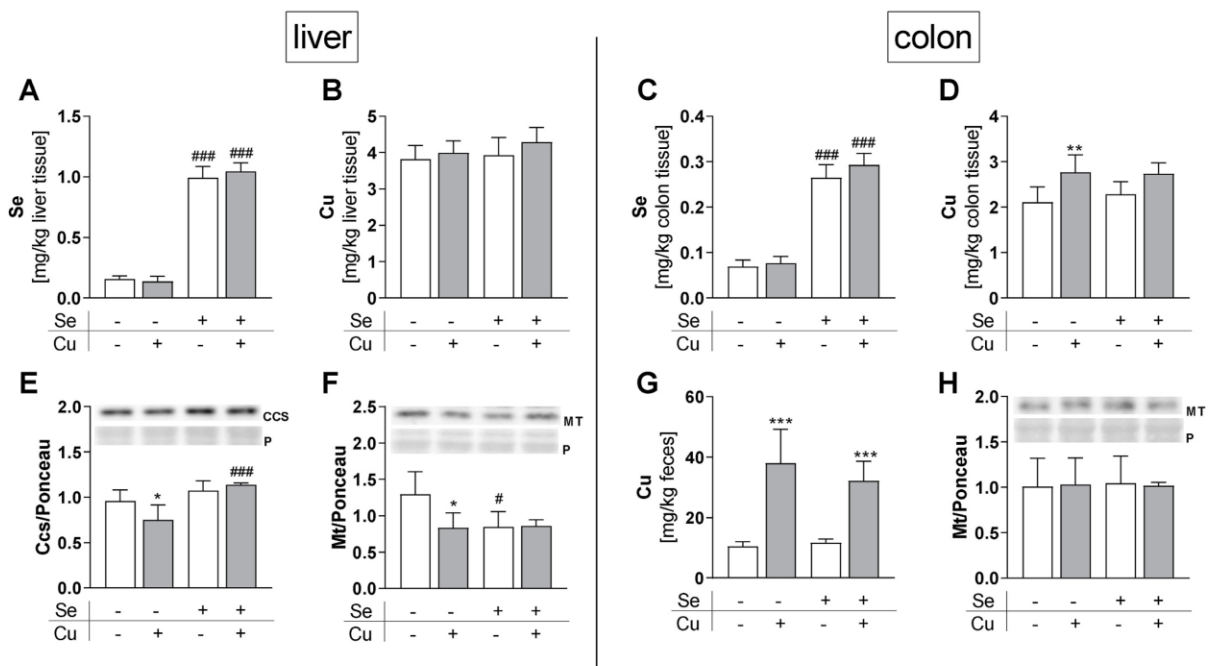 liver
colon
A
Se
[mg/kg liver tissue]
1.5
1.0
0.5
0.0
### ###
Se - - + +
Cu - + - +
B
Cu
[mg/kg liver tissue]
5
4
3
2
1
0
Se - - + +
Cu - + - +
C
Se
[mg/kg colon tissue]
0.4
0.3
0.2
0.1
0.0
### ###
Se - - + +
Cu - + - +
D
Cu
[mg/kg colon tissue]
4
3
2
1
0
**
Se - - + +
Cu - + - +
E
Ccs/Ponceau
2.0
1.5
1.0
0.5
0.0
CCS
P
* ###
Se - - + +
Cu - + - +
F
Mt/Ponceau
2.5
2.0
1.5
1.0
0.5
0.0
MT
P
* #
Se - - + +
Cu - + - +
G
Cu
[mg/kg feces]
60
40
20
0
*** ***
Se - - + +
Cu - + - +
H
Mt/Ponceau
2.0
1.5
1.0
0.5
0.0
MT
P
Se - - + +
Cu - + - +